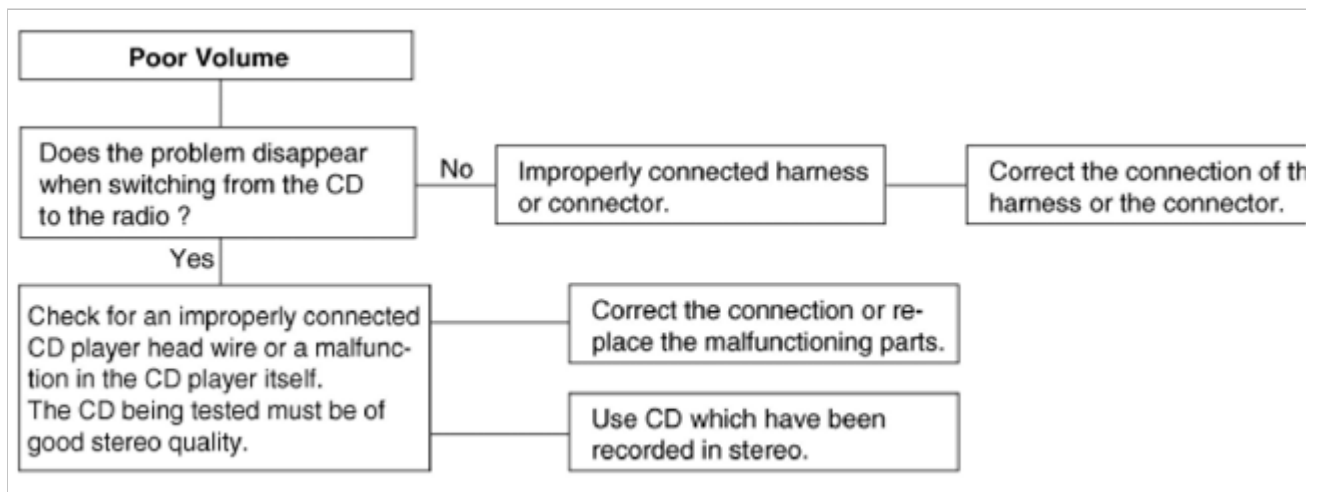 Poor Volume
Does the problem disappear
when switching from the CD
to the radio ?
No
Improperly connected harness
or connector.
Correct the connection of th
harness or the connector.
Yes
Check for an improperly connected
CD player head wire or a malfunc-
tion in the CD player itself.
The CD being tested must be of
good stereo quality.
Correct the connection or re-
place the malfunctioning parts.
Use CD which have been
recorded in stereo.